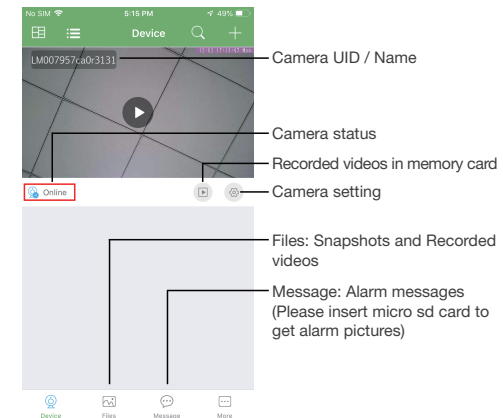 No SIM 5:15 PM 49%
Device
LM007957ca0r3131
Camera UID / Name
Camera status
Online
Recorded videos in memory card
Camera setting
Files: Snapshots and Recorded
videos
Message: Alarm messages
(Please insert micro sd card to
get alarm pictures)
Device Files Message More